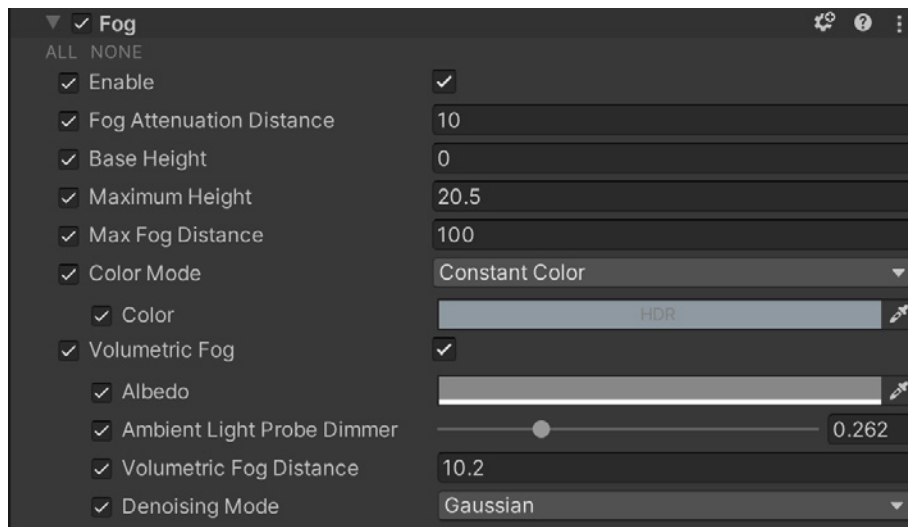 Fog
ALL NONE
Enable
Fog Attenuation Distance 10
Base Height 0
Maximum Height 20.5
Max Fog Distance 100
Color Mode Constant Color
Color HDR
Volumetric Fog
Albedo
Ambient Light Probe Dimmer 0.262
Volumetric Fog Distance 10.2
Denoising Mode Gaussian